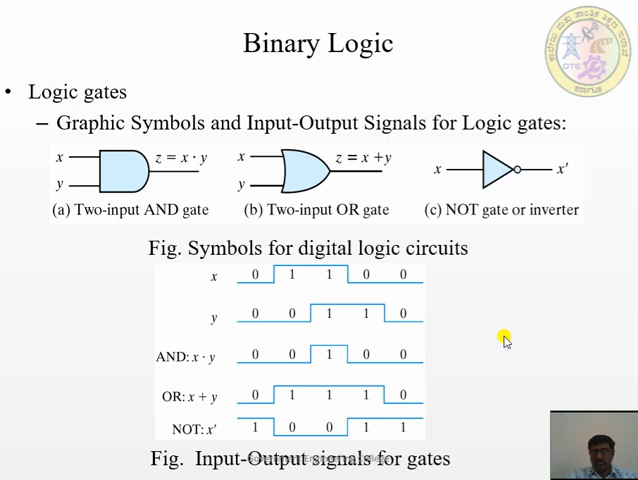 Binary Logic
• Logic gates
– Graphic Symbols and Input-Output Signals for Logic gates:
x y z = x · y
x y z = x + y
x x′
(a) Two-input AND gate (b) Two-input OR gate (c) NOT gate or inverter
Fig. Symbols for digital logic circuits
x 0 1 1 0 0
y 0 0 1 1 0
AND: x · y 0 0 1 0 0
OR: x + y 0 1 1 1 0
NOT: x′ 1 0 0 1 1
Fig. Input-Output signals for gates
DTE